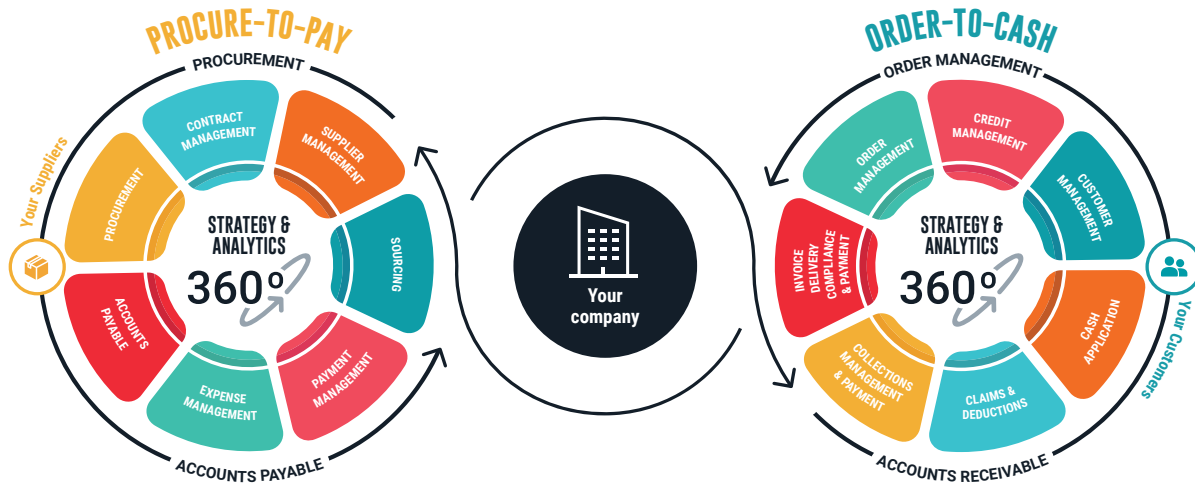 PROCURE-TO-PAY
PROCUREMENT
Your Suppliers
CONTRACT
MANAGEMENT
SUPPLIER
MANAGEMENT
PROCUREMENT
SOURCING
STRATEGY &
ANALYTICS
360º
ACCOUNTS
PAYABLE
EXPENSE
MANAGEMENT
PAYMENT
MANAGEMENT
ACCOUNTS PAYABLE
Your
company
ORDER-TO-CASH
ORDER MANAGEMENT
ORDER
MANAGEMENT
CREDIT
MANAGEMENT
CUSTOMER
MANAGEMENT
INVOICE
DELIVERY
COMPLIANCE
& PAYMENT
STRATEGY &
ANALYTICS
360º
CASH
APPLICATION
COLLECTIONS
MANAGEMENT
& PAYMENT
CLAIMS &
DEDUCTIONS
Your Customers
ACCOUNTS RECEIVABLE